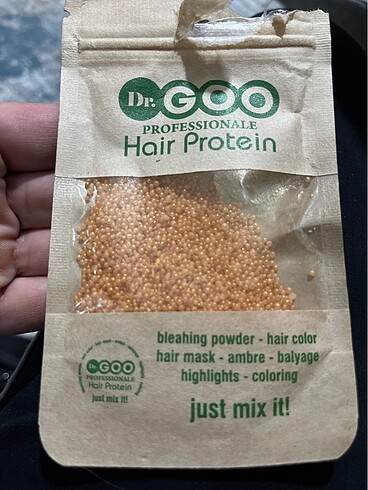 Dr. GOO
PROFESSIONALE
Hair Protein
bleahing powder - hair color
hair mask - ambre - balyage
highlights - coloring
just mix it!
Dr. GOO
PROFESSIONALE
Hair Protein
just mix it!